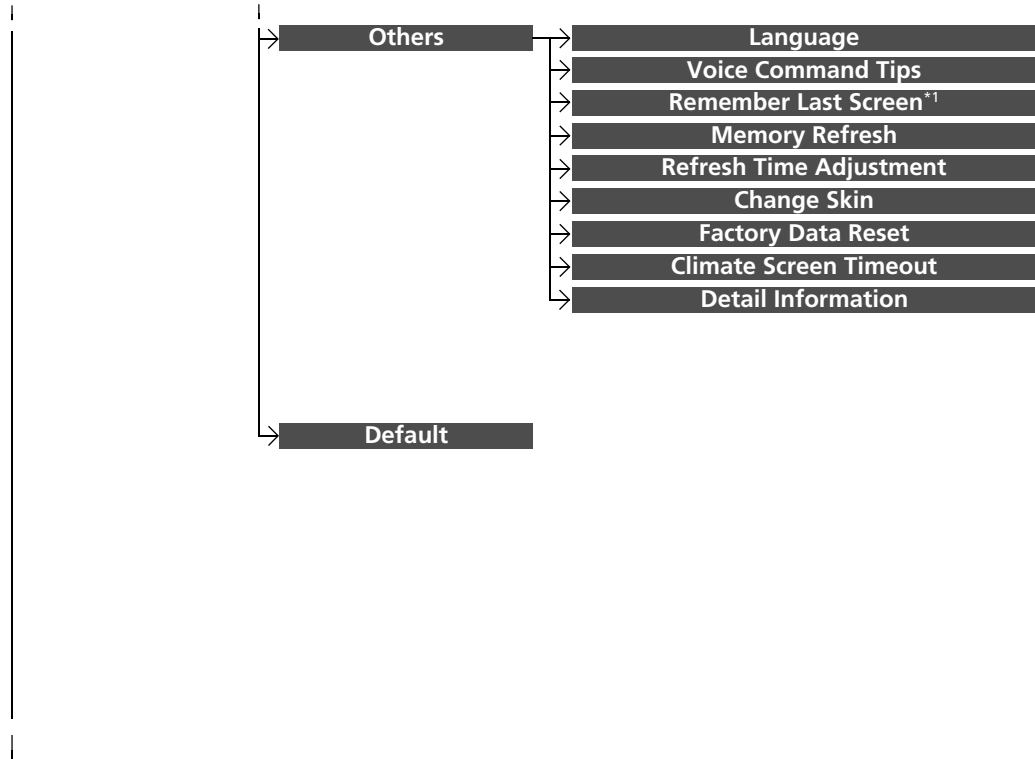 Others
Language
Voice Command Tips
Remember Last Screen*1
Memory Refresh
Refresh Time Adjustment
Change Skin
Factory Data Reset
Climate Screen Timeout
Detail Information
Default